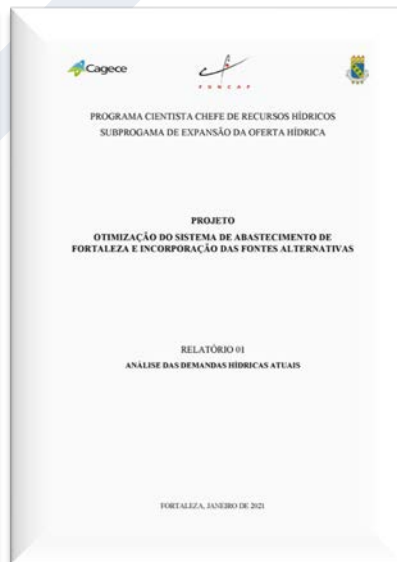 Cagece
FUNCAP
PROGRAMA CIENTISTA CHEFE DE RECURSOS HÍDRICOS
SUBPROGAMA DE EXPANSÃO DA OFERTA HÍDRICA
PROJETO
OTIMIZAÇÃO DO SISTEMA DE ABASTECIMENTO DE
FORTALEZA E INCORPORAÇÃO DAS FONTES ALTERNATIVAS
RELATÓRIO 01
ANÁLISE DAS DEMANDAS HÍDRICAS ATUAIS
FORTALEZA, JANEIRO DE 2021